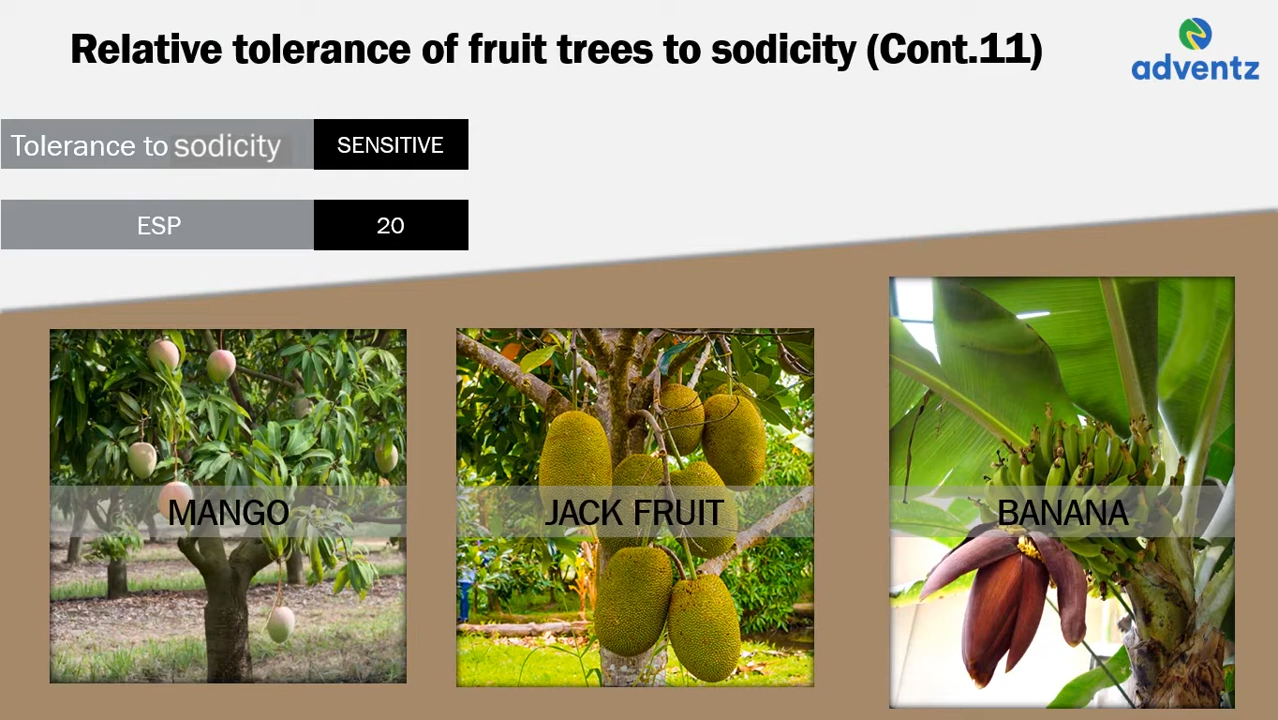 Relative tolerance of fruit trees to sodicity (Cont.11)
adventz
Tolerance to sodicity SENSITIVE
ESP 20
MANGO
JACK FRUIT
BANANA